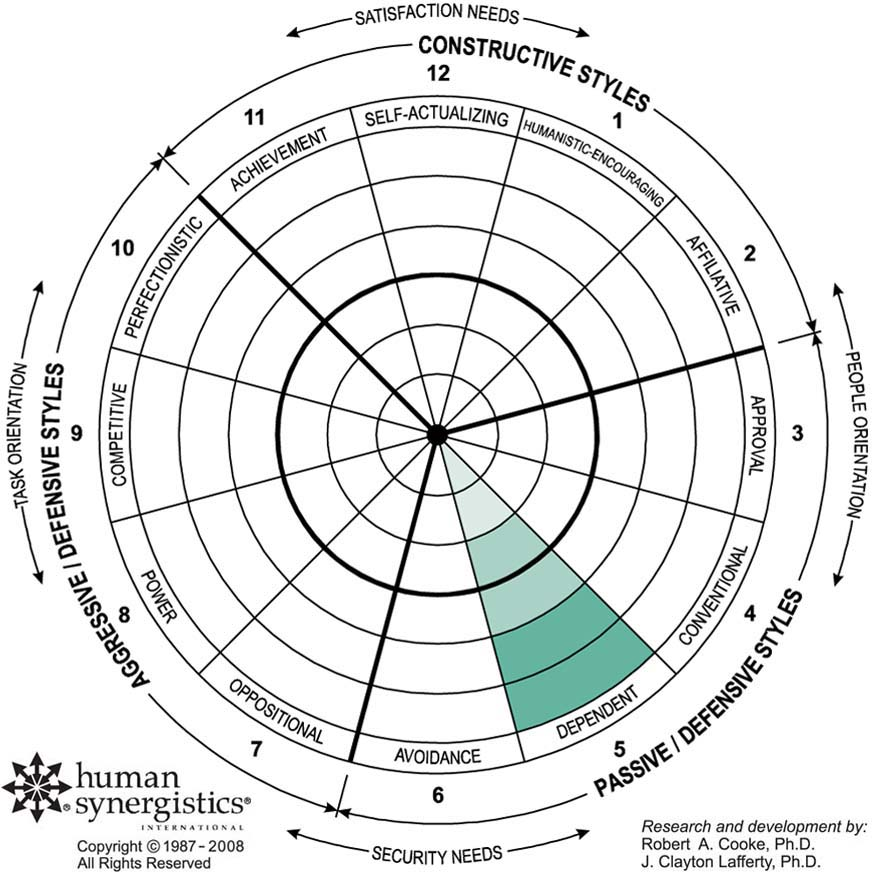 SATISFACTION NEEDS
CONSTRUCTIVE STYLES
12
11
1
SELF-ACTUALIZING
ACHIEVEMENT
HUMANISTIC-ENCOURAGING
10
2
PERFECTIONISTIC
AFFILIATIVE
TASK ORIENTATION
AGGRESSIVE / DEFENSIVE STYLES
9
COMPETITIVE
APPROVAL
3
PEOPLE ORIENTATION
8
POWER
CONVENTIONAL
4
PASSIVE / DEFENSIVE STYLES
OPPOSITIONAL
DEPENDENT
7
AVOIDANCE
5
6
SECURITY NEEDS
human
synergistics®
INTERNATIONAL
Copyright © 1987 - 2008
All Rights Reserved
Research and development by:
Robert A. Cooke, Ph.D.
J. Clayton Lafferty, Ph.D.